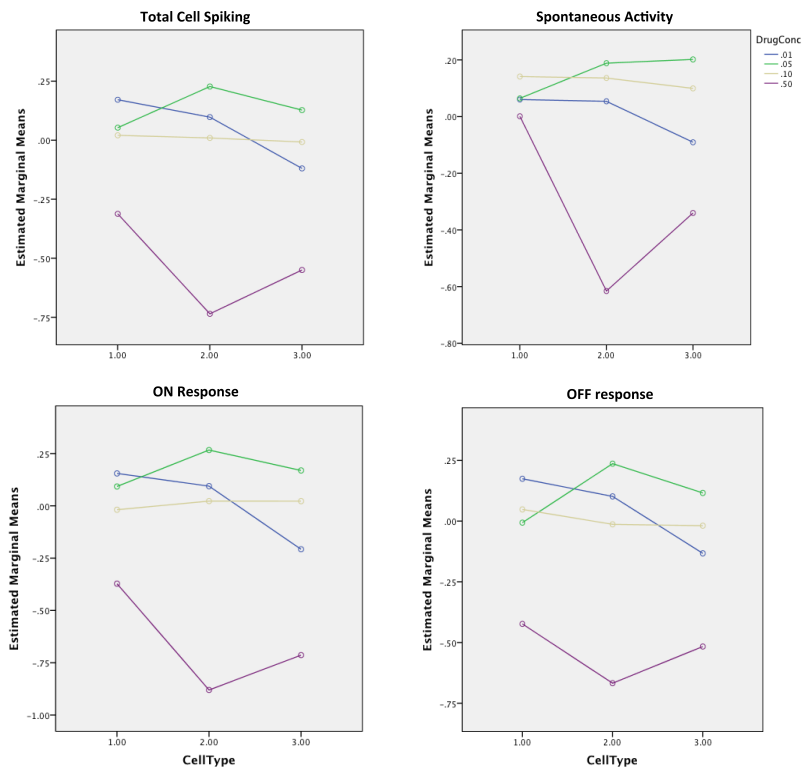 Total Cell Spiking
Spontaneous Activity
DrugConc
.01
.05
.10
.50
Estimated Marginal Means
.25
.00
-.25
-.50
-.75
1.00 2.00 3.00
Estimated Marginal Means
.20
.00
-.20
-.40
-.60
-.80
1.00 2.00 3.00
ON Response
OFF response
Estimated Marginal Means
.25
.00
-.25
-.50
-.75
-1.00
1.00 2.00 3.00
CellType
Estimated Marginal Means
.25
.00
-.25
-.50
-.75
1.00 2.00 3.00
CellType